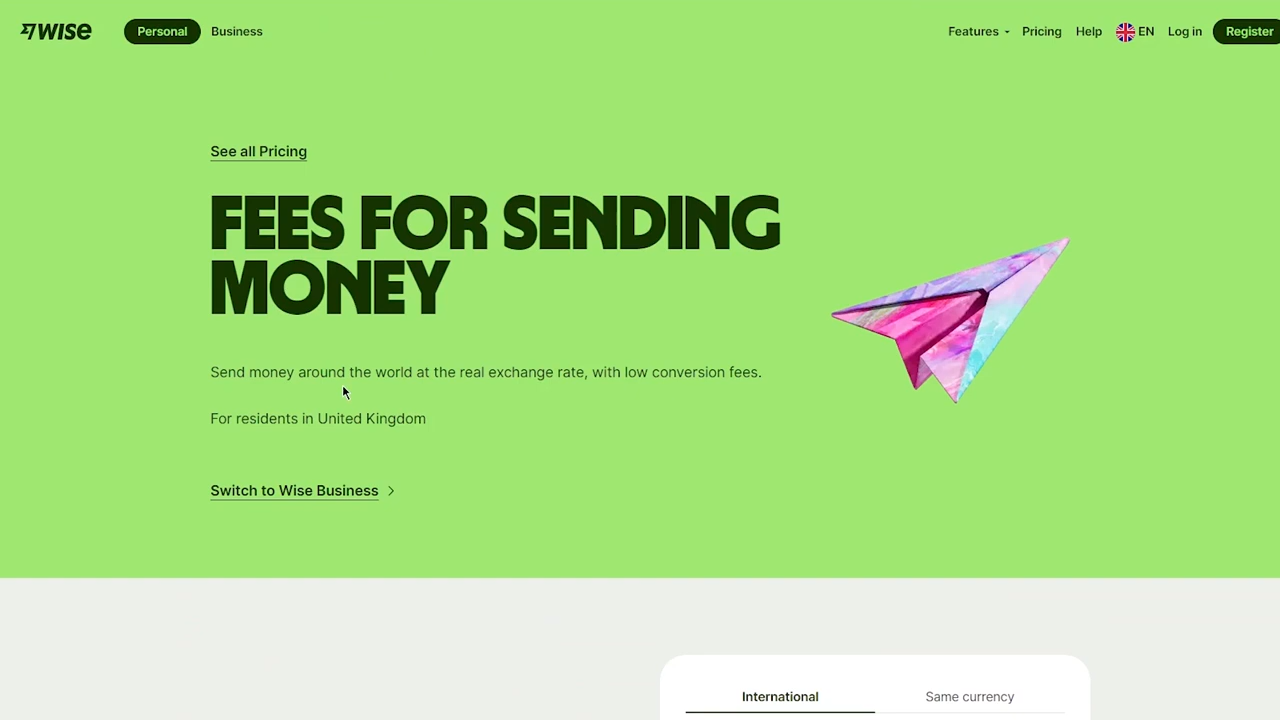 WISE
Personal
Business
Features
Pricing
Help
EN
Log in
Register
See all Pricing
FEES FOR SENDING
MONEY
Send money around the world at the real exchange rate, with low conversion fees.
For residents in United Kingdom
Switch to Wise Business
International
Same currency